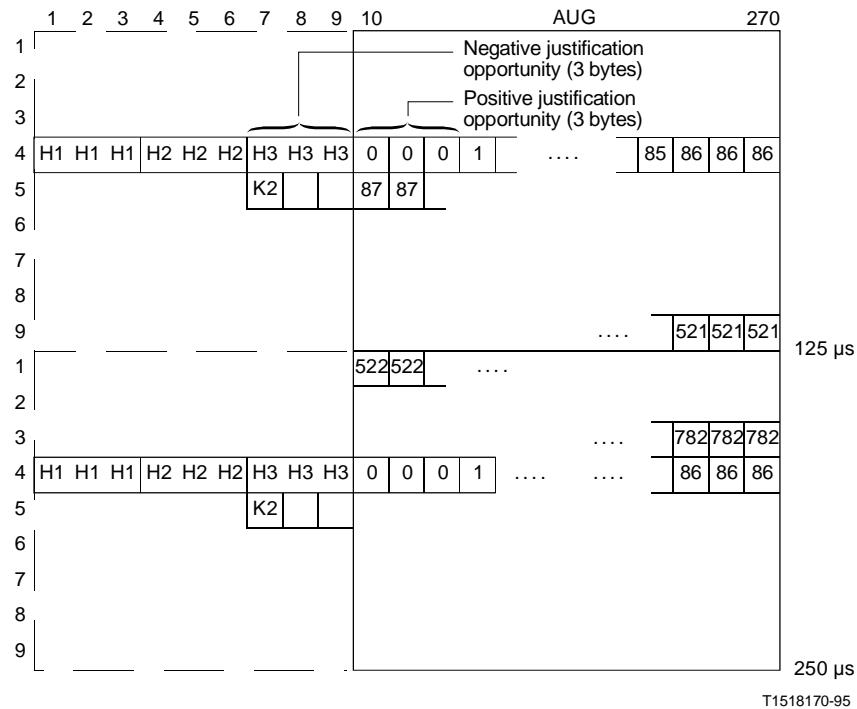 1 2 3 4 5 6 7 8 9 10 AUG 270
1
Negative justification
opportunity (3 bytes)
2
Positive justification
opportunity (3 bytes)
3
4 H1 H1 H1 H2 H2 H2 H3 H3 H3 0 0 0 1 .... 85 86 86 86
5 K2 87 87
6
7
8
9 .... 521 521 521
125 µs
1 522 522 ....
2
3 .... 782 782 782
4 H1 H1 H1 H2 H2 H2 H3 H3 H3 0 0 0 1 .... .... 86 86 86
5 K2
6
7
8
9
250 µs
T1518170-95